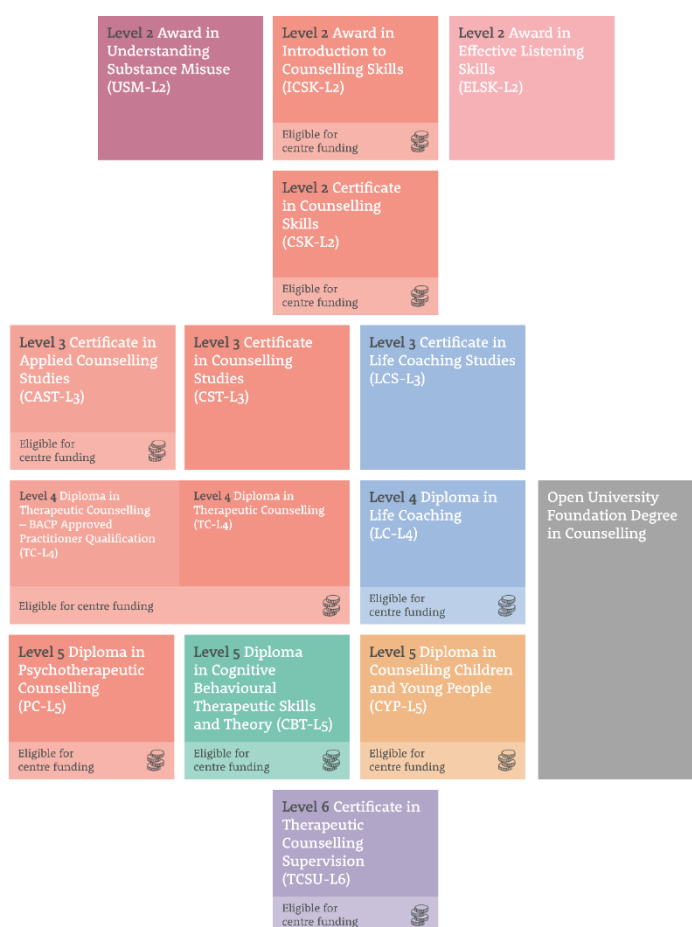 Level 2 Award in
Understanding
Substance Misuse
(USM-L2)
Level 2 Award in
Introduction to
Counselling Skills
(ICSK-L2)
Eligible for
centre funding
Level 2 Award in
Effective Listening
Skills
(ELSK-L2)
Level 2 Certificate
in Counselling
Skills
(CSK-L2)
Eligible for
centre funding
Level 3 Certificate in
Applied Counselling
Studies
(CAST-L3)
Eligible for
centre funding
Level 3 Certificate
in Counselling
Studies
(CST-L3)
Level 3 Certificate in
Life Coaching Studies
(LCS-L3)
Level 4 Diploma in
Therapeutic Counselling
– BACP Approved
Practitioner Qualification
(TC-L4)
Level 4 Diploma in
Therapeutic Counselling
(TC-L4)
Eligible for centre funding
Level 4 Diploma in
Life Coaching
(LC-L4)
Eligible for
centre funding
Open University
Foundation Degree
in Counselling
Level 5 Diploma in
Psychotherapeutic
Counselling
(PC-L5)
Eligible for
centre funding
Level 5 Diploma
in Cognitive
Behavioural
Therapeutic Skills
and Theory (CBT-L5)
Eligible for
centre funding
Level 5 Diploma in
Counselling Children
and Young People
(CYP-L5)
Eligible for
centre funding
Level 6 Certificate in
Therapeutic
Counselling
Supervision
(TCSU-L6)
Eligible for
centre funding